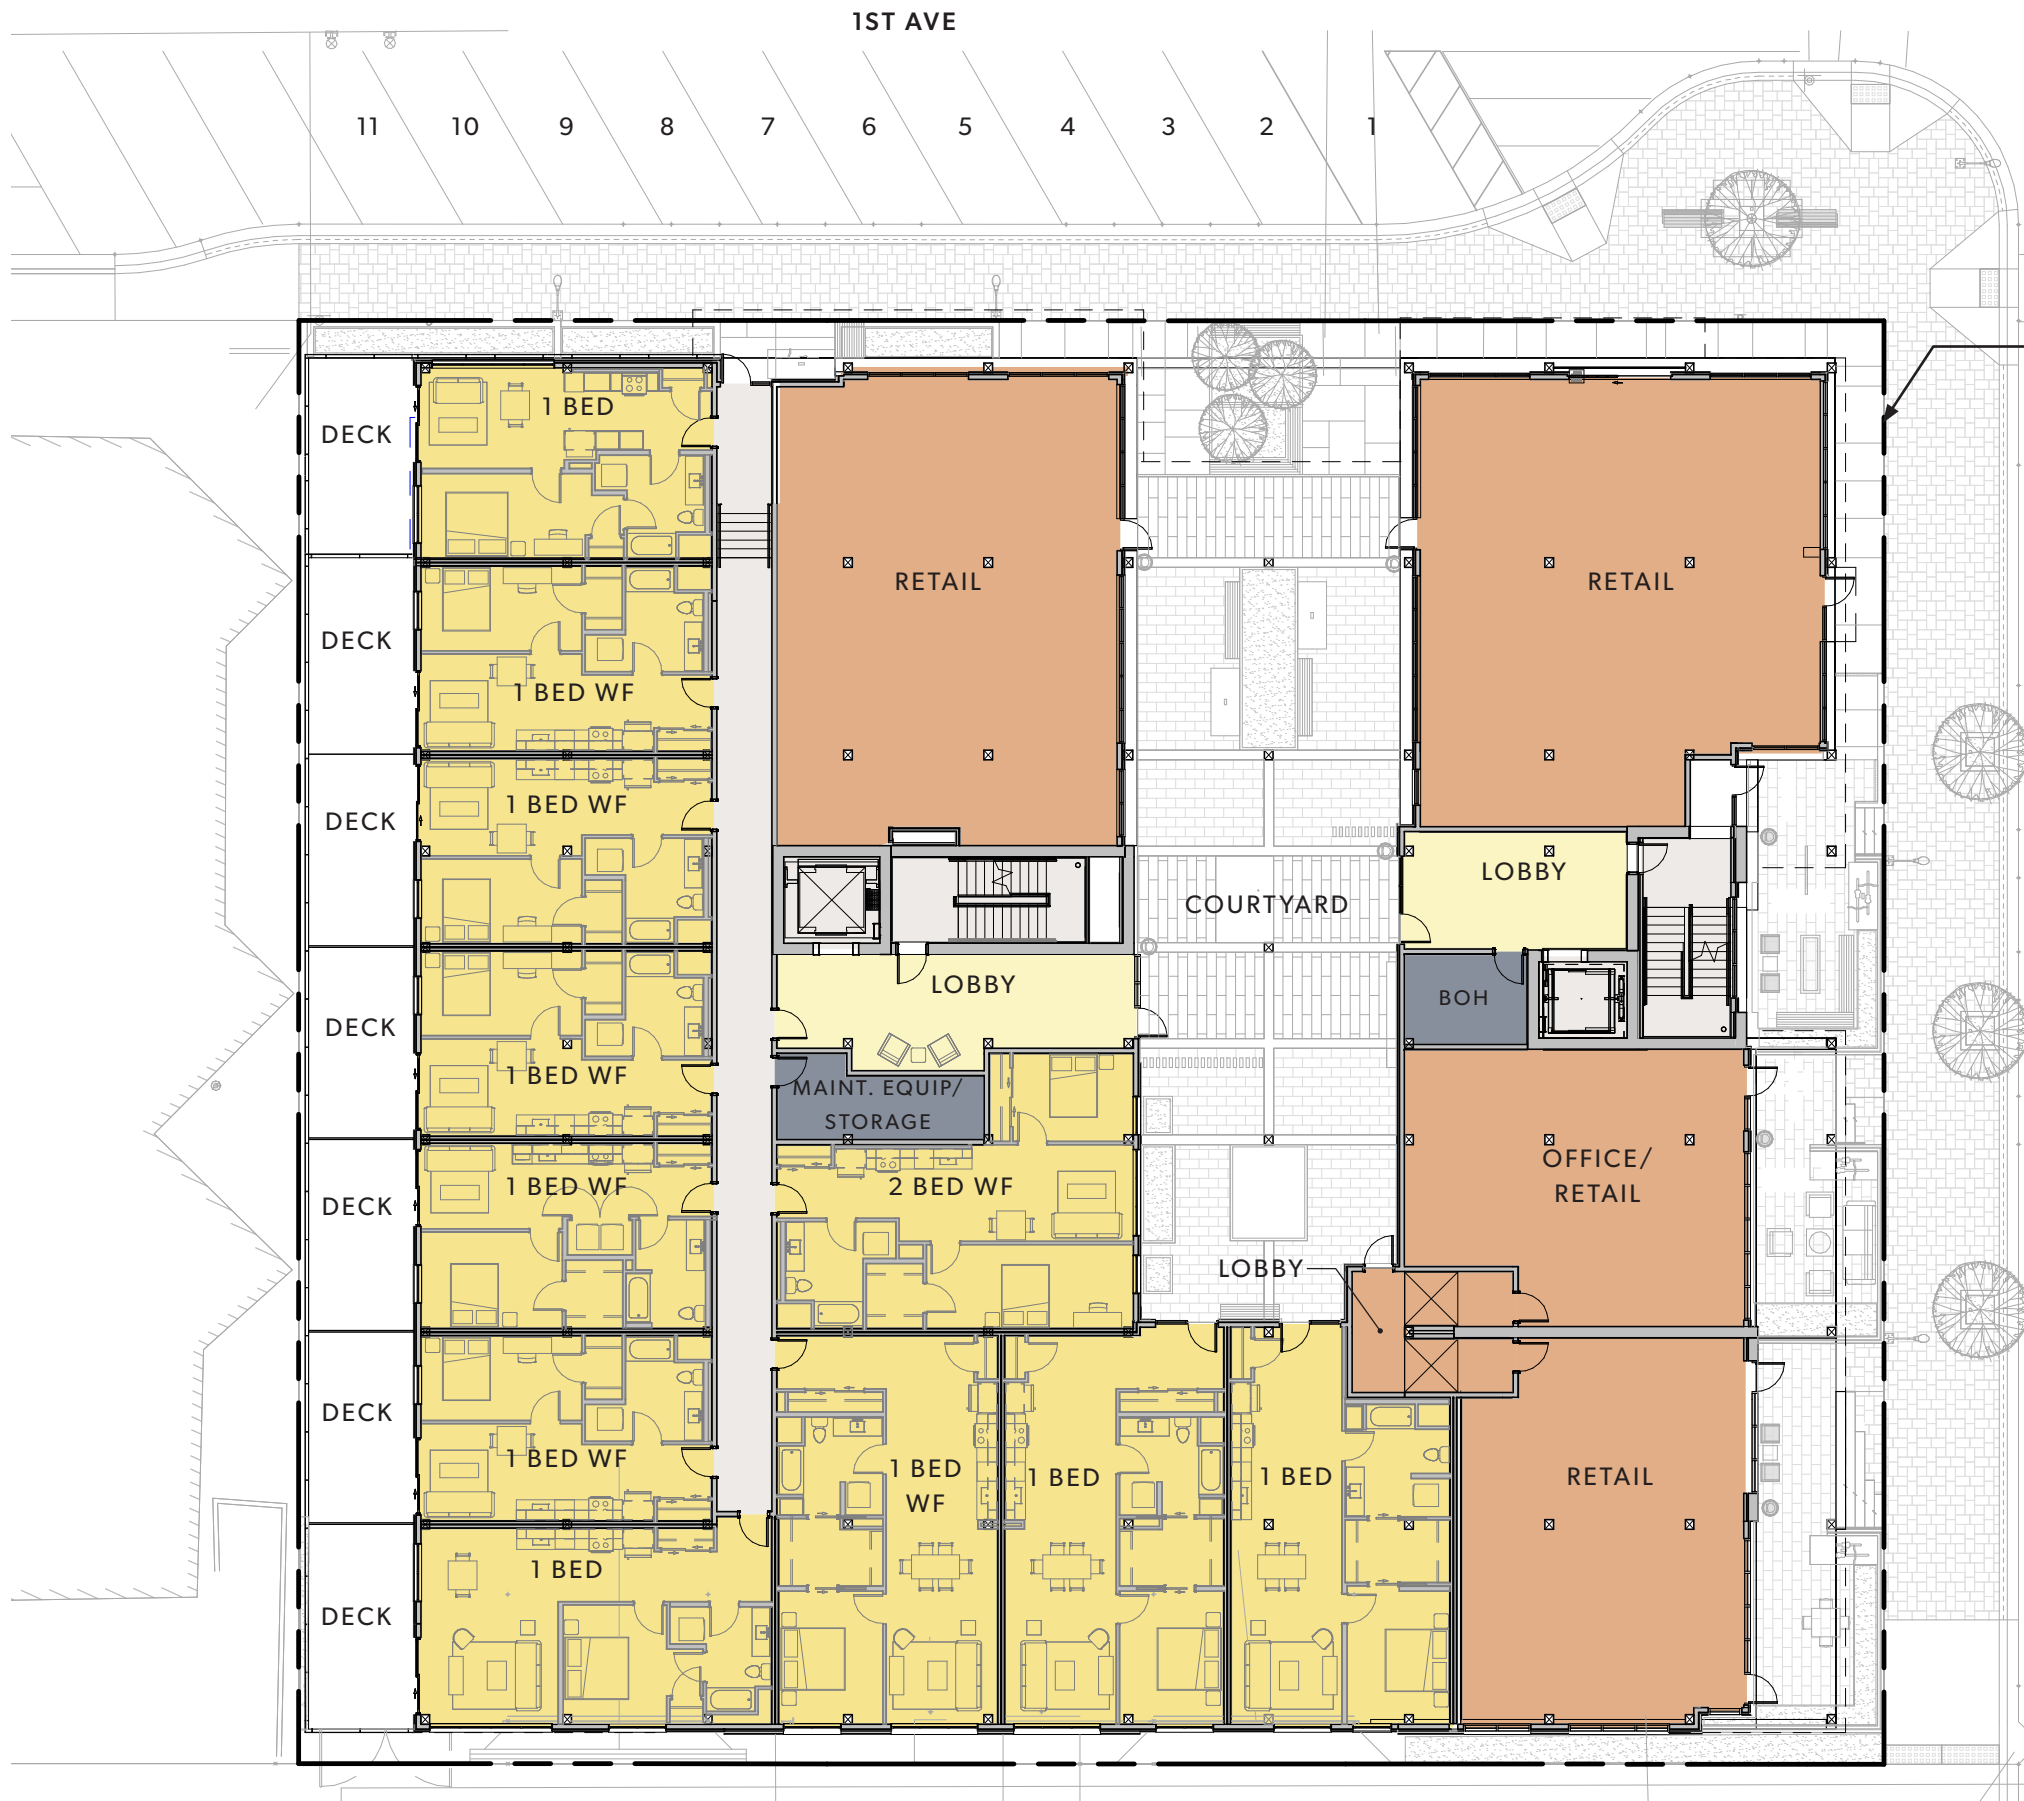 1ST AVE
11 10 9 8 7 6 5 4 3 2 1
DECK
1 BED
RETAIL
RETAIL
DECK
1 BED WF
DECK
1 BED WF
LOBBY
COURTYARD
LOBBY
BOH
DECK
1 BED WF
MAINT. EQUIP/
STORAGE
OFFICE/
RETAIL
DECK
1 BED WF
2 BED WF
LOBBY
DECK
1 BED WF
1 BED
WF
1 BED
1 BED
RETAIL
DECK
1 BED